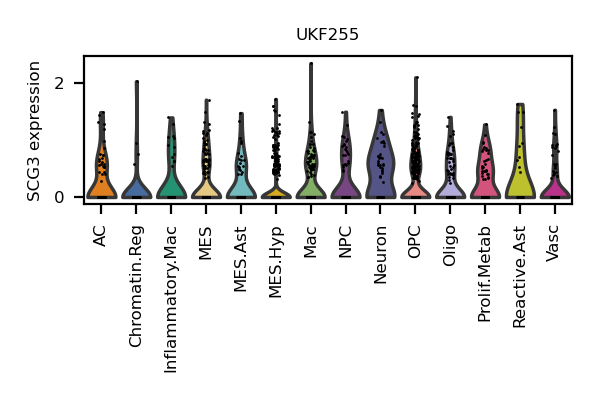 UKF255
SCG3 expression
2
0
AC
Chromatin.Reg
Inflammatory.Mac
MES
MES.Ast
MES.Hyp
Mac
NPC
Neuron
OPC
Oligo
Prolif.Metab
Reactive.Ast
Vasc